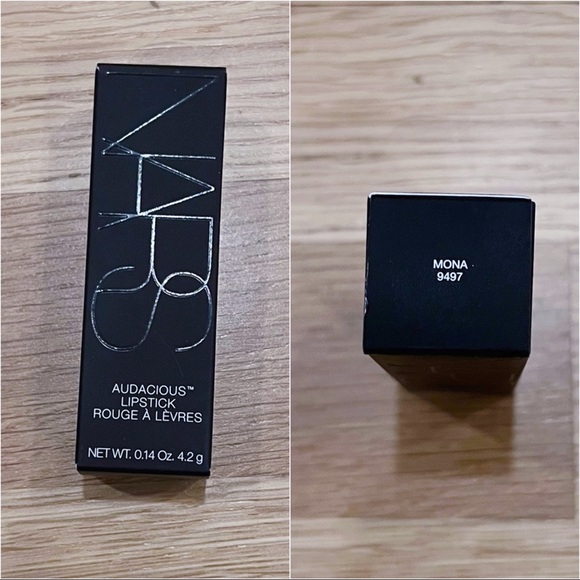 NARS
AUDACIOUS™
LIPSTICK
ROUGE À LÈVRES
NET WT. 0.14 Oz. 4.2 g
MONA
9497